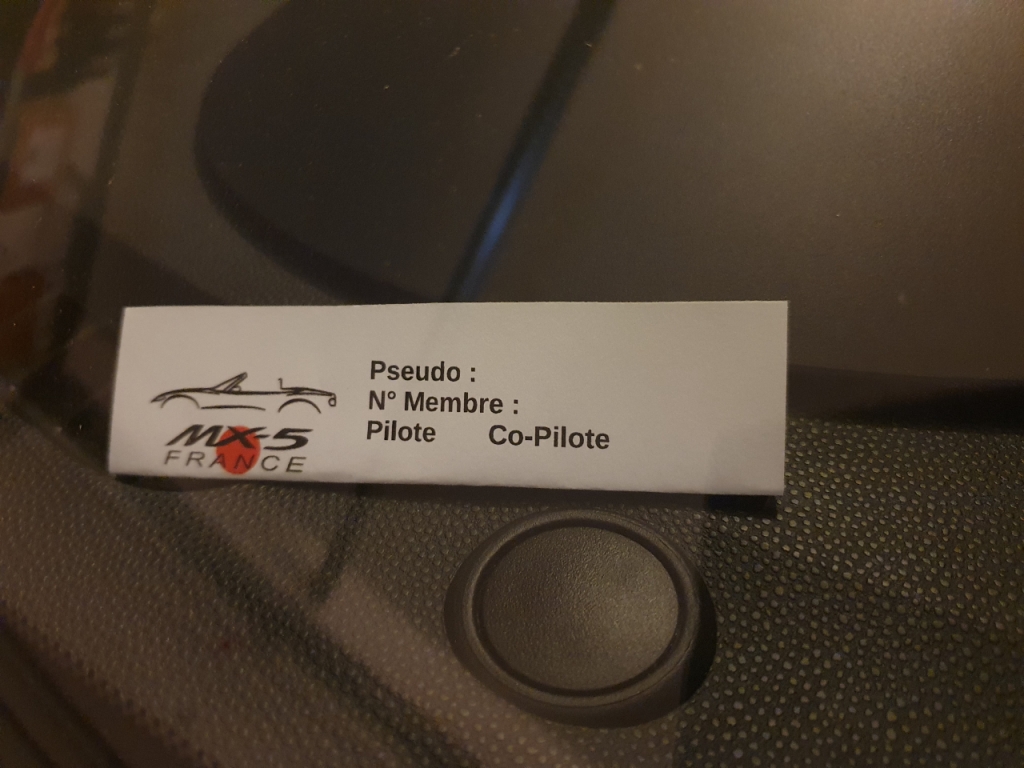 MX-5
FRANCE
Pseudo :
N° Membre :
Pilote Co-Pilote